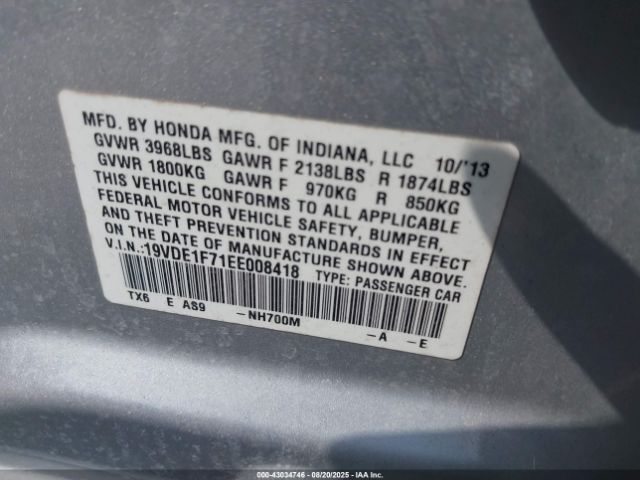 MFD. BY HONDA MFG. OF INDIANA, LLC 10/'13
GVWR 3968LBS GAWR F 2138LBS R 1874LBS
GVWR 1800KG GAWR F 970KG R 850KG
THIS VEHICLE CONFORMS TO ALL APPLICABLE
FEDERAL MOTOR VEHICLE SAFETY, BUMPER,
AND THEFT PREVENTION STANDARDS IN EFFECT
ON THE DATE OF MANUFACTURE SHOWN ABOVE.
V.I.N.:19VDE1F71EE008418 TYPE: PASSENGER CAR
TX6 E AS9 -NH700M -A -E
000-43034746 - 08/20/2025 - IAA Inc.